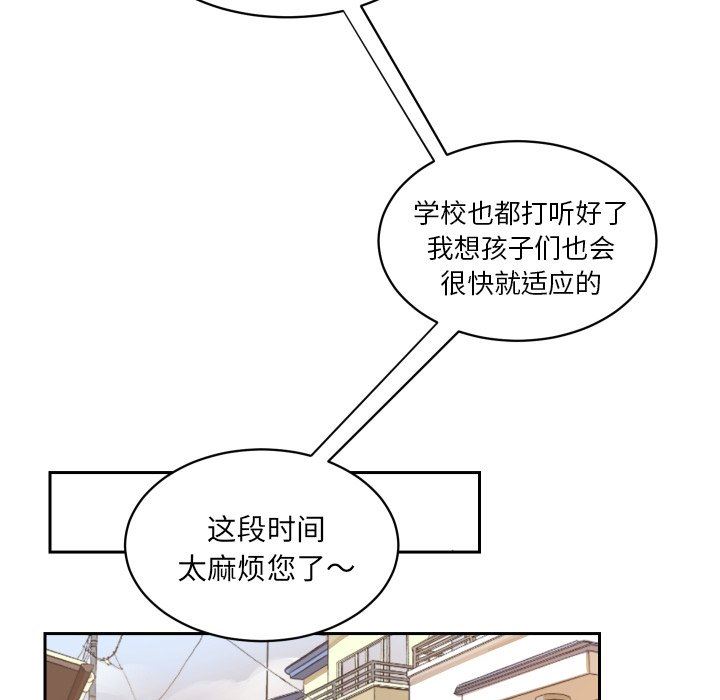 学校也都打听好了
我想孩子们也会
很快就适应的
这段时间
太麻烦您了～